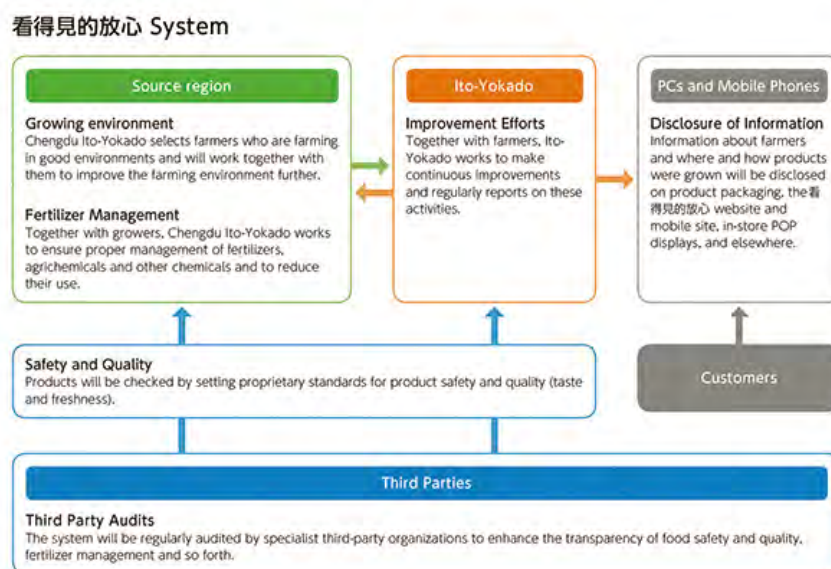 看得見的放心 System
Source region
Growing environment
Chengdu Ito-Yokado selects farmers who are farming
in good environments and will work together with
them to improve the farming environment further.
Fertilizer Management
Together with growers, Chengdu Ito-Yokado works
to ensure proper management of fertilizers,
agrichemicals and other chemicals and to reduce
their use.
Ito-Yokado
Improvement Efforts
Together with farmers, Ito-
Yokado works to make
continuous improvements
and regularly reports on these
activities.
PCs and Mobile Phones
Disclosure of Information
Information about farmers
and where and how products
were grown will be disclosed
on product packaging, the看
得見的放心 website and
mobile site, in-store POP
displays, and elsewhere.
Safety and Quality
Products will be checked by setting proprietary standards for product safety and quality (taste
and freshness).
Customers
Third Parties
Third Party Audits
The system will be regularly audited by specialist third-party organizations to enhance the transparency of food safety and quality,
fertilizer management and so forth.